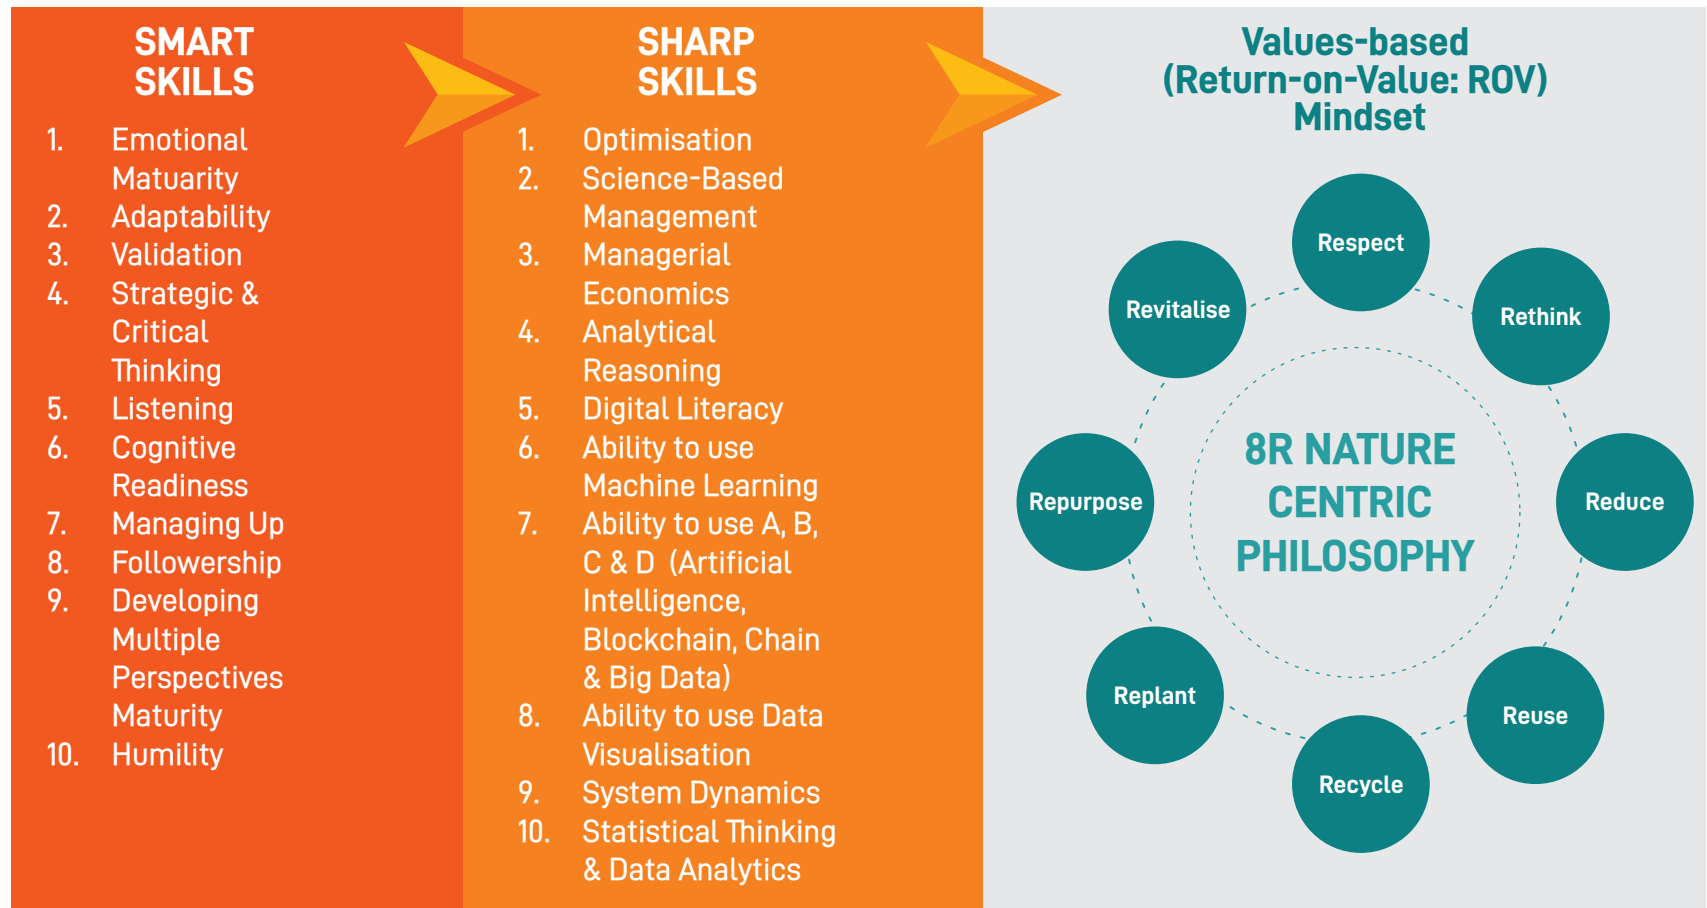 SMART
SKILLS
1. Emotional
Matuarity
2. Adaptability
3. Validation
4. Strategic &
Critical
Thinking
5. Listening
6. Cognitive
Readiness
7. Managing Up
8. Followership
9. Developing
Multiple
Perspectives
Maturity
10. Humility
SHARP
SKILLS
1. Optimisation
2. Science-Based
Management
3. Managerial
Economics
4. Analytical
Reasoning
5. Digital Literacy
6. Ability to use
Machine Learning
7. Ability to use A, B,
C & D (Artificial
Intelligence,
Blockchain, Chain
& Big Data)
8. Ability to use Data
Visualisation
9. System Dynamics
10. Statistical Thinking
& Data Analytics
Values-based
(Return-on-Value: ROV)
Mindset
Respect
Rethink
Reduce
Reuse
Recycle
Replant
Repurpose
Revitalise
8R NATURE
CENTRIC
PHILOSOPHY